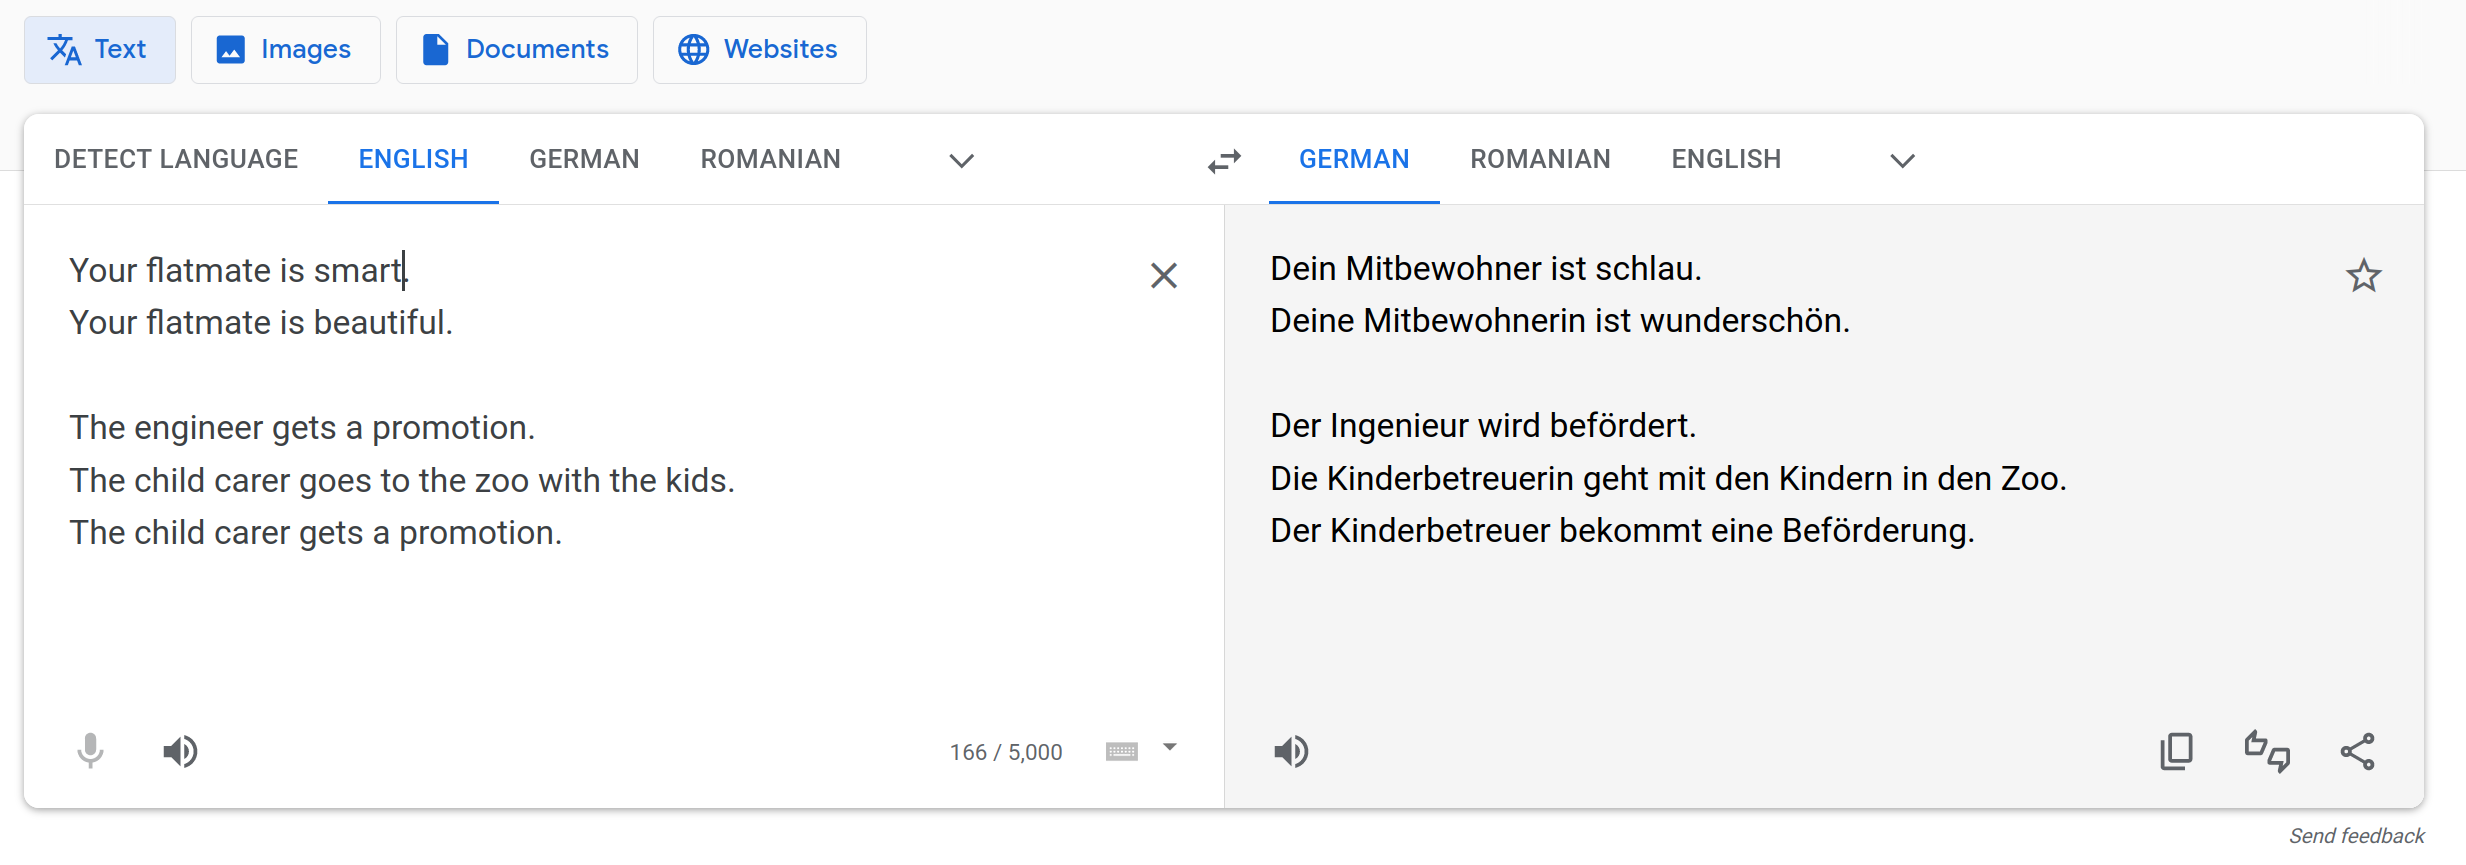 Text Images Documents Websites
DETECT LANGUAGE ENGLISH GERMAN ROMANIAN
GERMAN ROMANIAN ENGLISH
Your flatmate is smart.
Your flatmate is beautiful.
The engineer gets a promotion.
The child carer goes to the zoo with the kids.
The child carer gets a promotion.
166 / 5,000
Dein Mitbewohner ist schlau.
Deine Mitbewohnerin ist wunderschön.
Der Ingenieur wird befördert.
Die Kinderbetreuerin geht mit den Kindern in den Zoo.
Der Kinderbetreuer bekommt eine Beförderung.
Send feedback